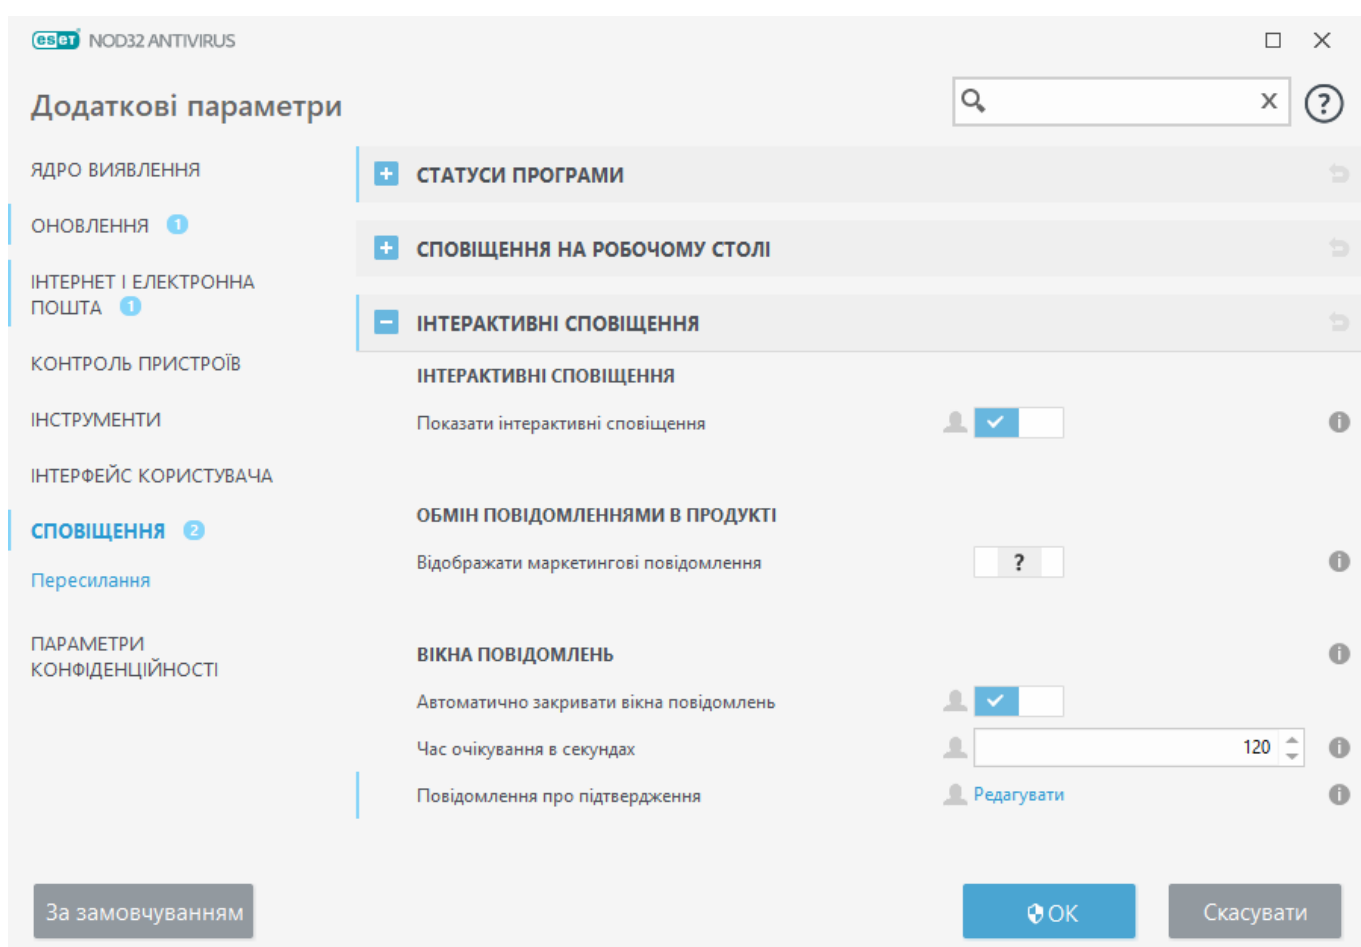 eset NOD32 ANTIVIRUS
Додаткові параметри
ЯДРО ВИЯВЛЕННЯ
ОНОВЛЕННЯ 1
ІНТЕРНЕТ І ЕЛЕКТРОННА
ПОШТА 1
КОНТРОЛЬ ПРИСТРОЇВ
ІНСТРУМЕНТИ
ІНТЕРФЕЙС КОРИСТУВАЧА
СПОВІЩЕННЯ 2
Пересилання
ПАРАМЕТРИ
КОНФІДЕНЦІЙНОСТІ
СТАТУСИ ПРОГРАМИ
СПОВІЩЕННЯ НА РОБОЧОМУ СТОЛІ
ІНТЕРАКТИВНІ СПОВІЩЕННЯ
ІНТЕРАКТИВНІ СПОВІЩЕННЯ
Показати інтерактивні сповіщення
ОБМІН ПОВІДОМЛЕННЯМИ В ПРОДУКТІ
Відображати маркетингові повідомлення ?
ВІКНА ПОВІДОМЛЕНЬ
Автоматично закривати вікна повідомлень
Час очікування в секундах 120
Повідомлення про підтвердження Редагувати
За замовчуванням OK Скасувати